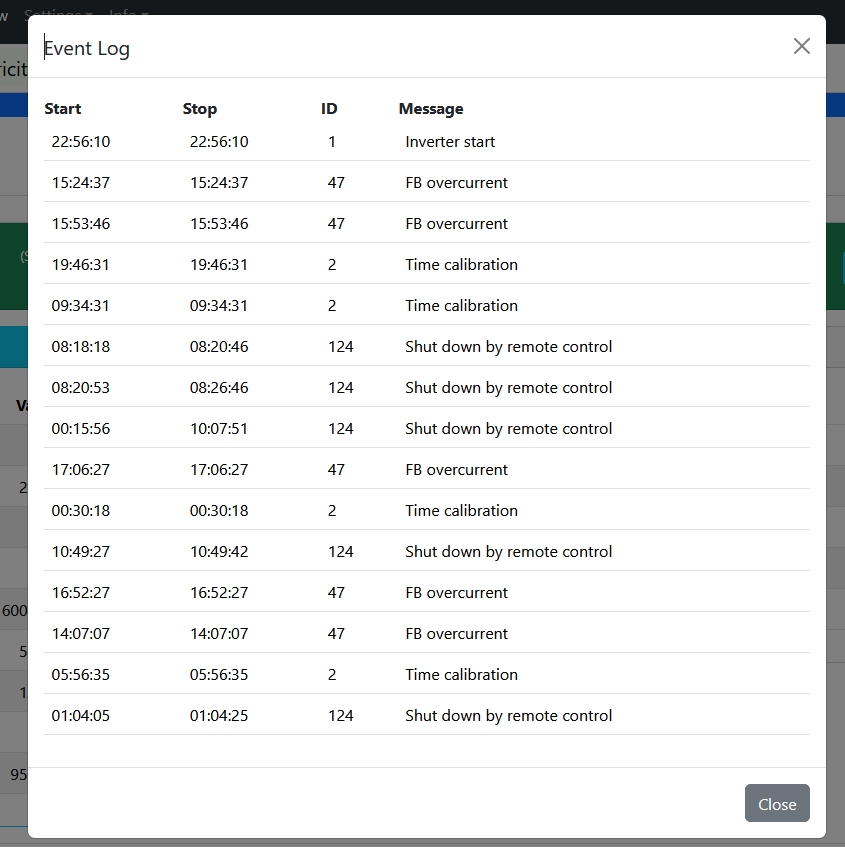 w Settings Info
Event Log
Start Stop ID Message
22:56:10 22:56:10 1 Inverter start
15:24:37 15:24:37 47 FB overcurrent
15:53:46 15:53:46 47 FB overcurrent
19:46:31 19:46:31 2 Time calibration
09:34:31 09:34:31 2 Time calibration
08:18:18 08:20:46 124 Shut down by remote control
08:20:53 08:26:46 124 Shut down by remote control
00:15:56 10:07:51 124 Shut down by remote control
17:06:27 17:06:27 47 FB overcurrent
00:30:18 00:30:18 2 Time calibration
10:49:27 10:49:42 124 Shut down by remote control
16:52:27 16:52:27 47 FB overcurrent
14:07:07 14:07:07 47 FB overcurrent
05:56:35 05:56:35 2 Time calibration
01:04:05 01:04:25 124 Shut down by remote control
Close